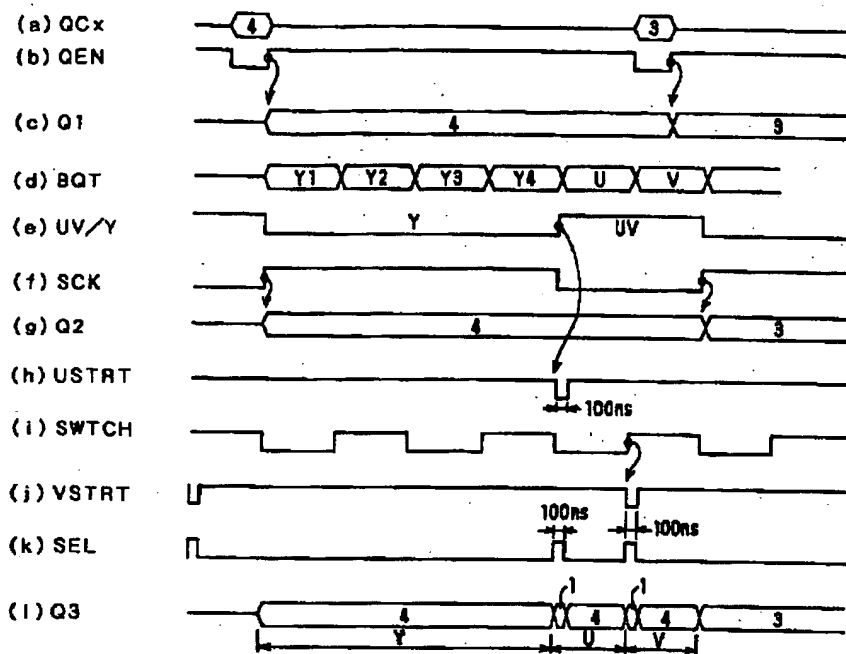 (a) QCx 4 3
(b) QEN
(c) Q1 4 3
(d) BQT Y1 Y2 Y3 Y4 U V
(e) UV/Y Y UV
(f) SCK
(g) Q2 4 3
(h) USTRT
100ns
(i) SWTCH
(j) VSTRT
100ns 100ns
(k) SEL
1 1
(l) Q3 4 4 4 3
Y U V